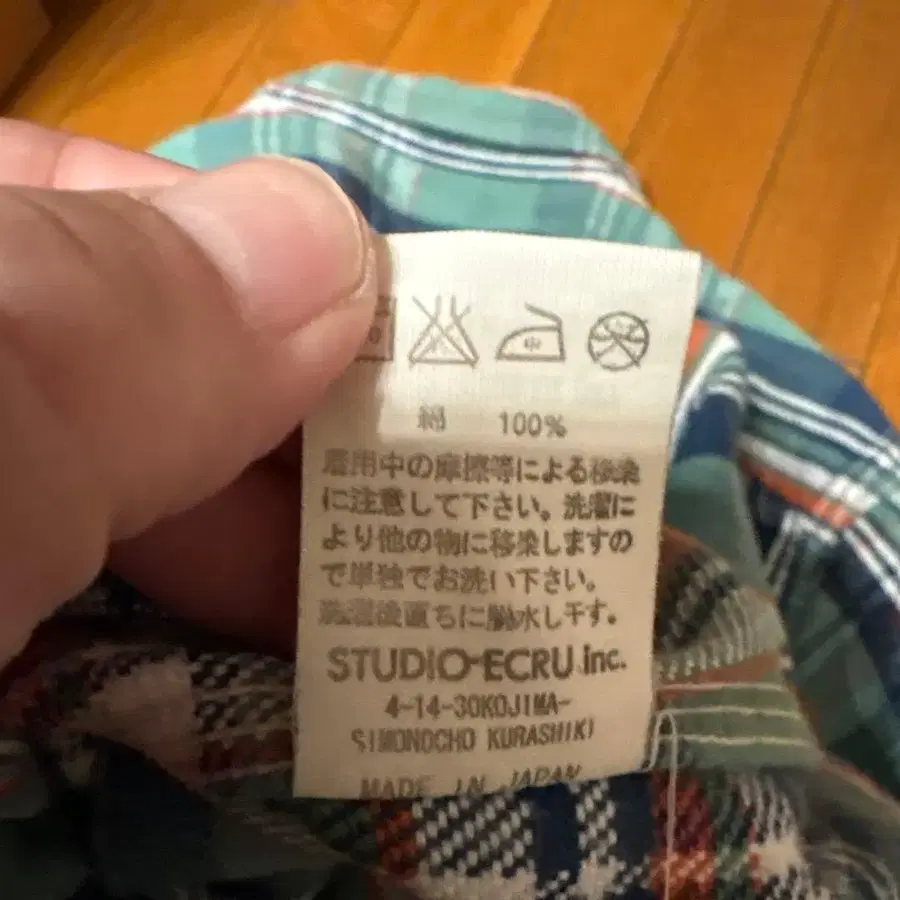 中
綿 100%
着用中の摩擦等による移染
に注意して下さい。洗濯に
より他の物に移染しますの
で単独でお洗い下さい。
洗濯後直ちに脱水し干す。
STUDiO-ECRU inc.
4-14-30KOJIMA-
SIMONOCHO KURASHIKI
MADE IN JAPAN